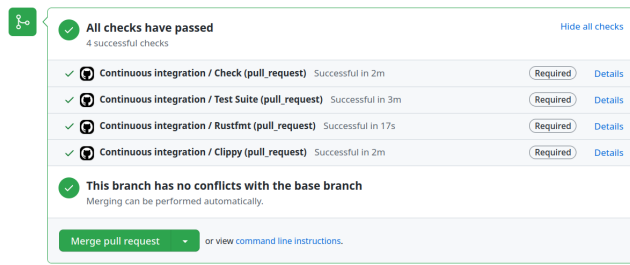 All checks have passed
Hide all checks
4 successful checks
Continuous integration / Check (pull_request) Successful in 2m Required Details
Continuous integration / Test Suite (pull_request) Successful in 3m Required Details
Continuous integration / Rustfmt (pull_request) Successful in 17s Required Details
Continuous integration / Clippy (pull_request) Successful in 2m Required Details
This branch has no conflicts with the base branch
Merging can be performed automatically.
Merge pull request or view command line instructions.